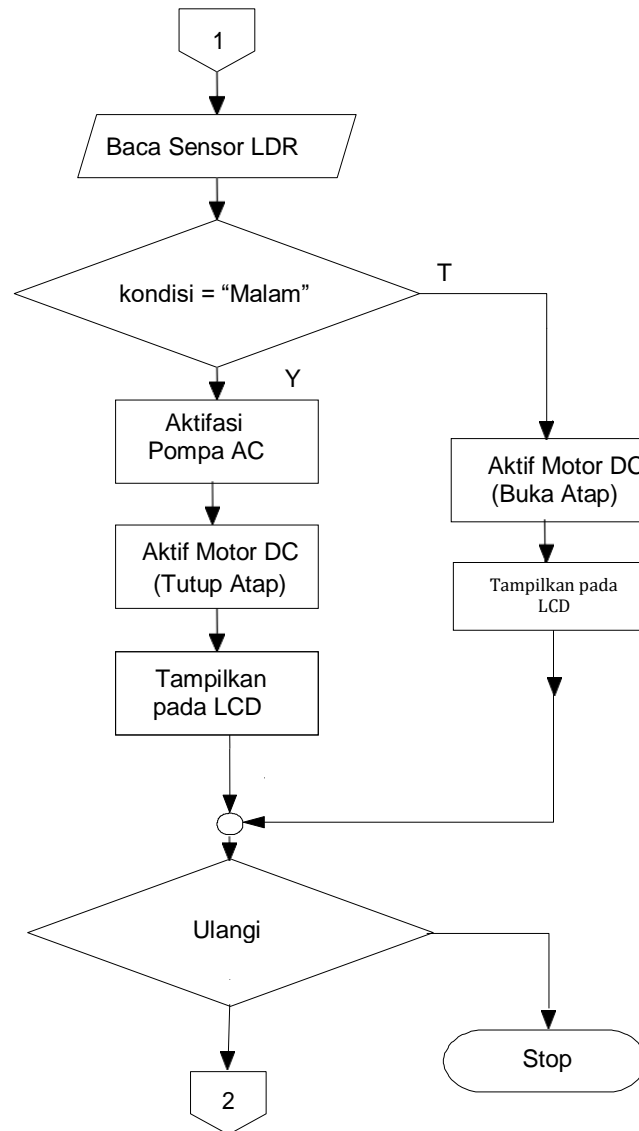 1
Baca Sensor LDR
kondisi = “Malam”
T
Y
Aktifasi
Pompa AC
Aktif Motor DC
(Buka Atap)
Aktif Motor DC
(Tutup Atap)
Tampilkan pada
LCD
Tampilkan
pada LCD
Ulangi
Stop
2